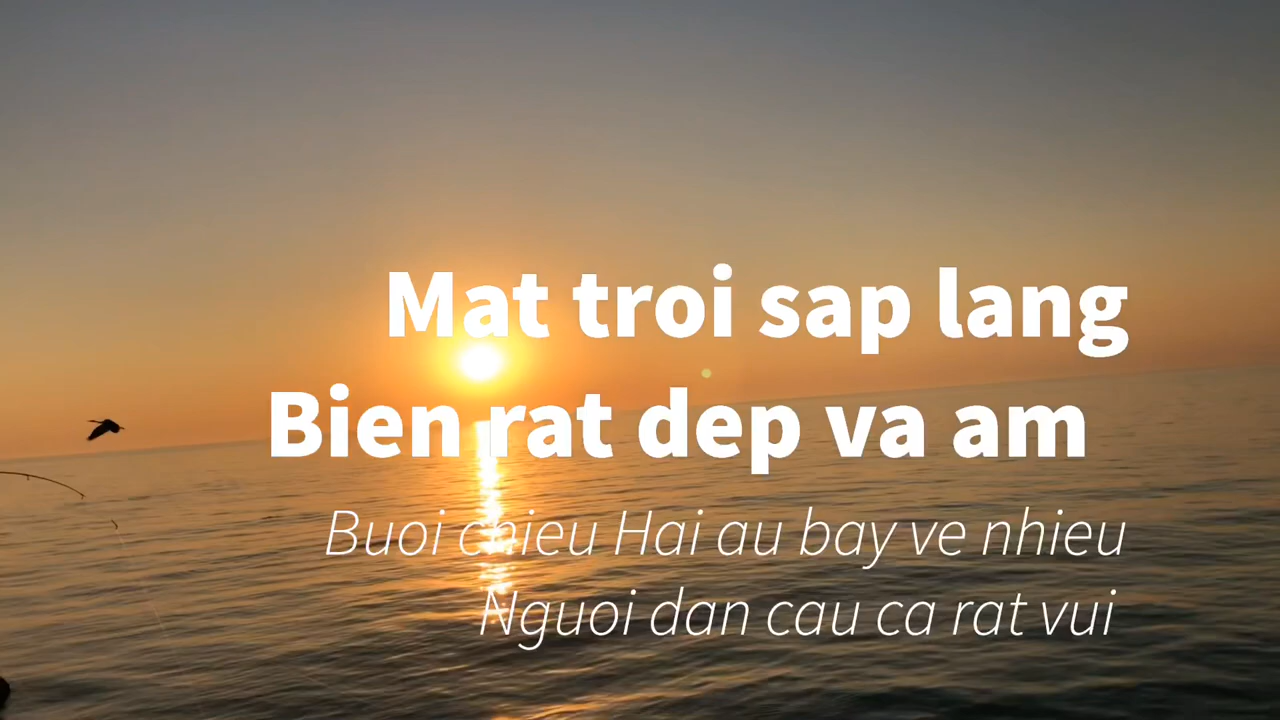 Mat troi sap lang
Bien rat dep va am
Buoi chieu Hai au bay ve nhieu
Nguoi dan cau ca rat vui